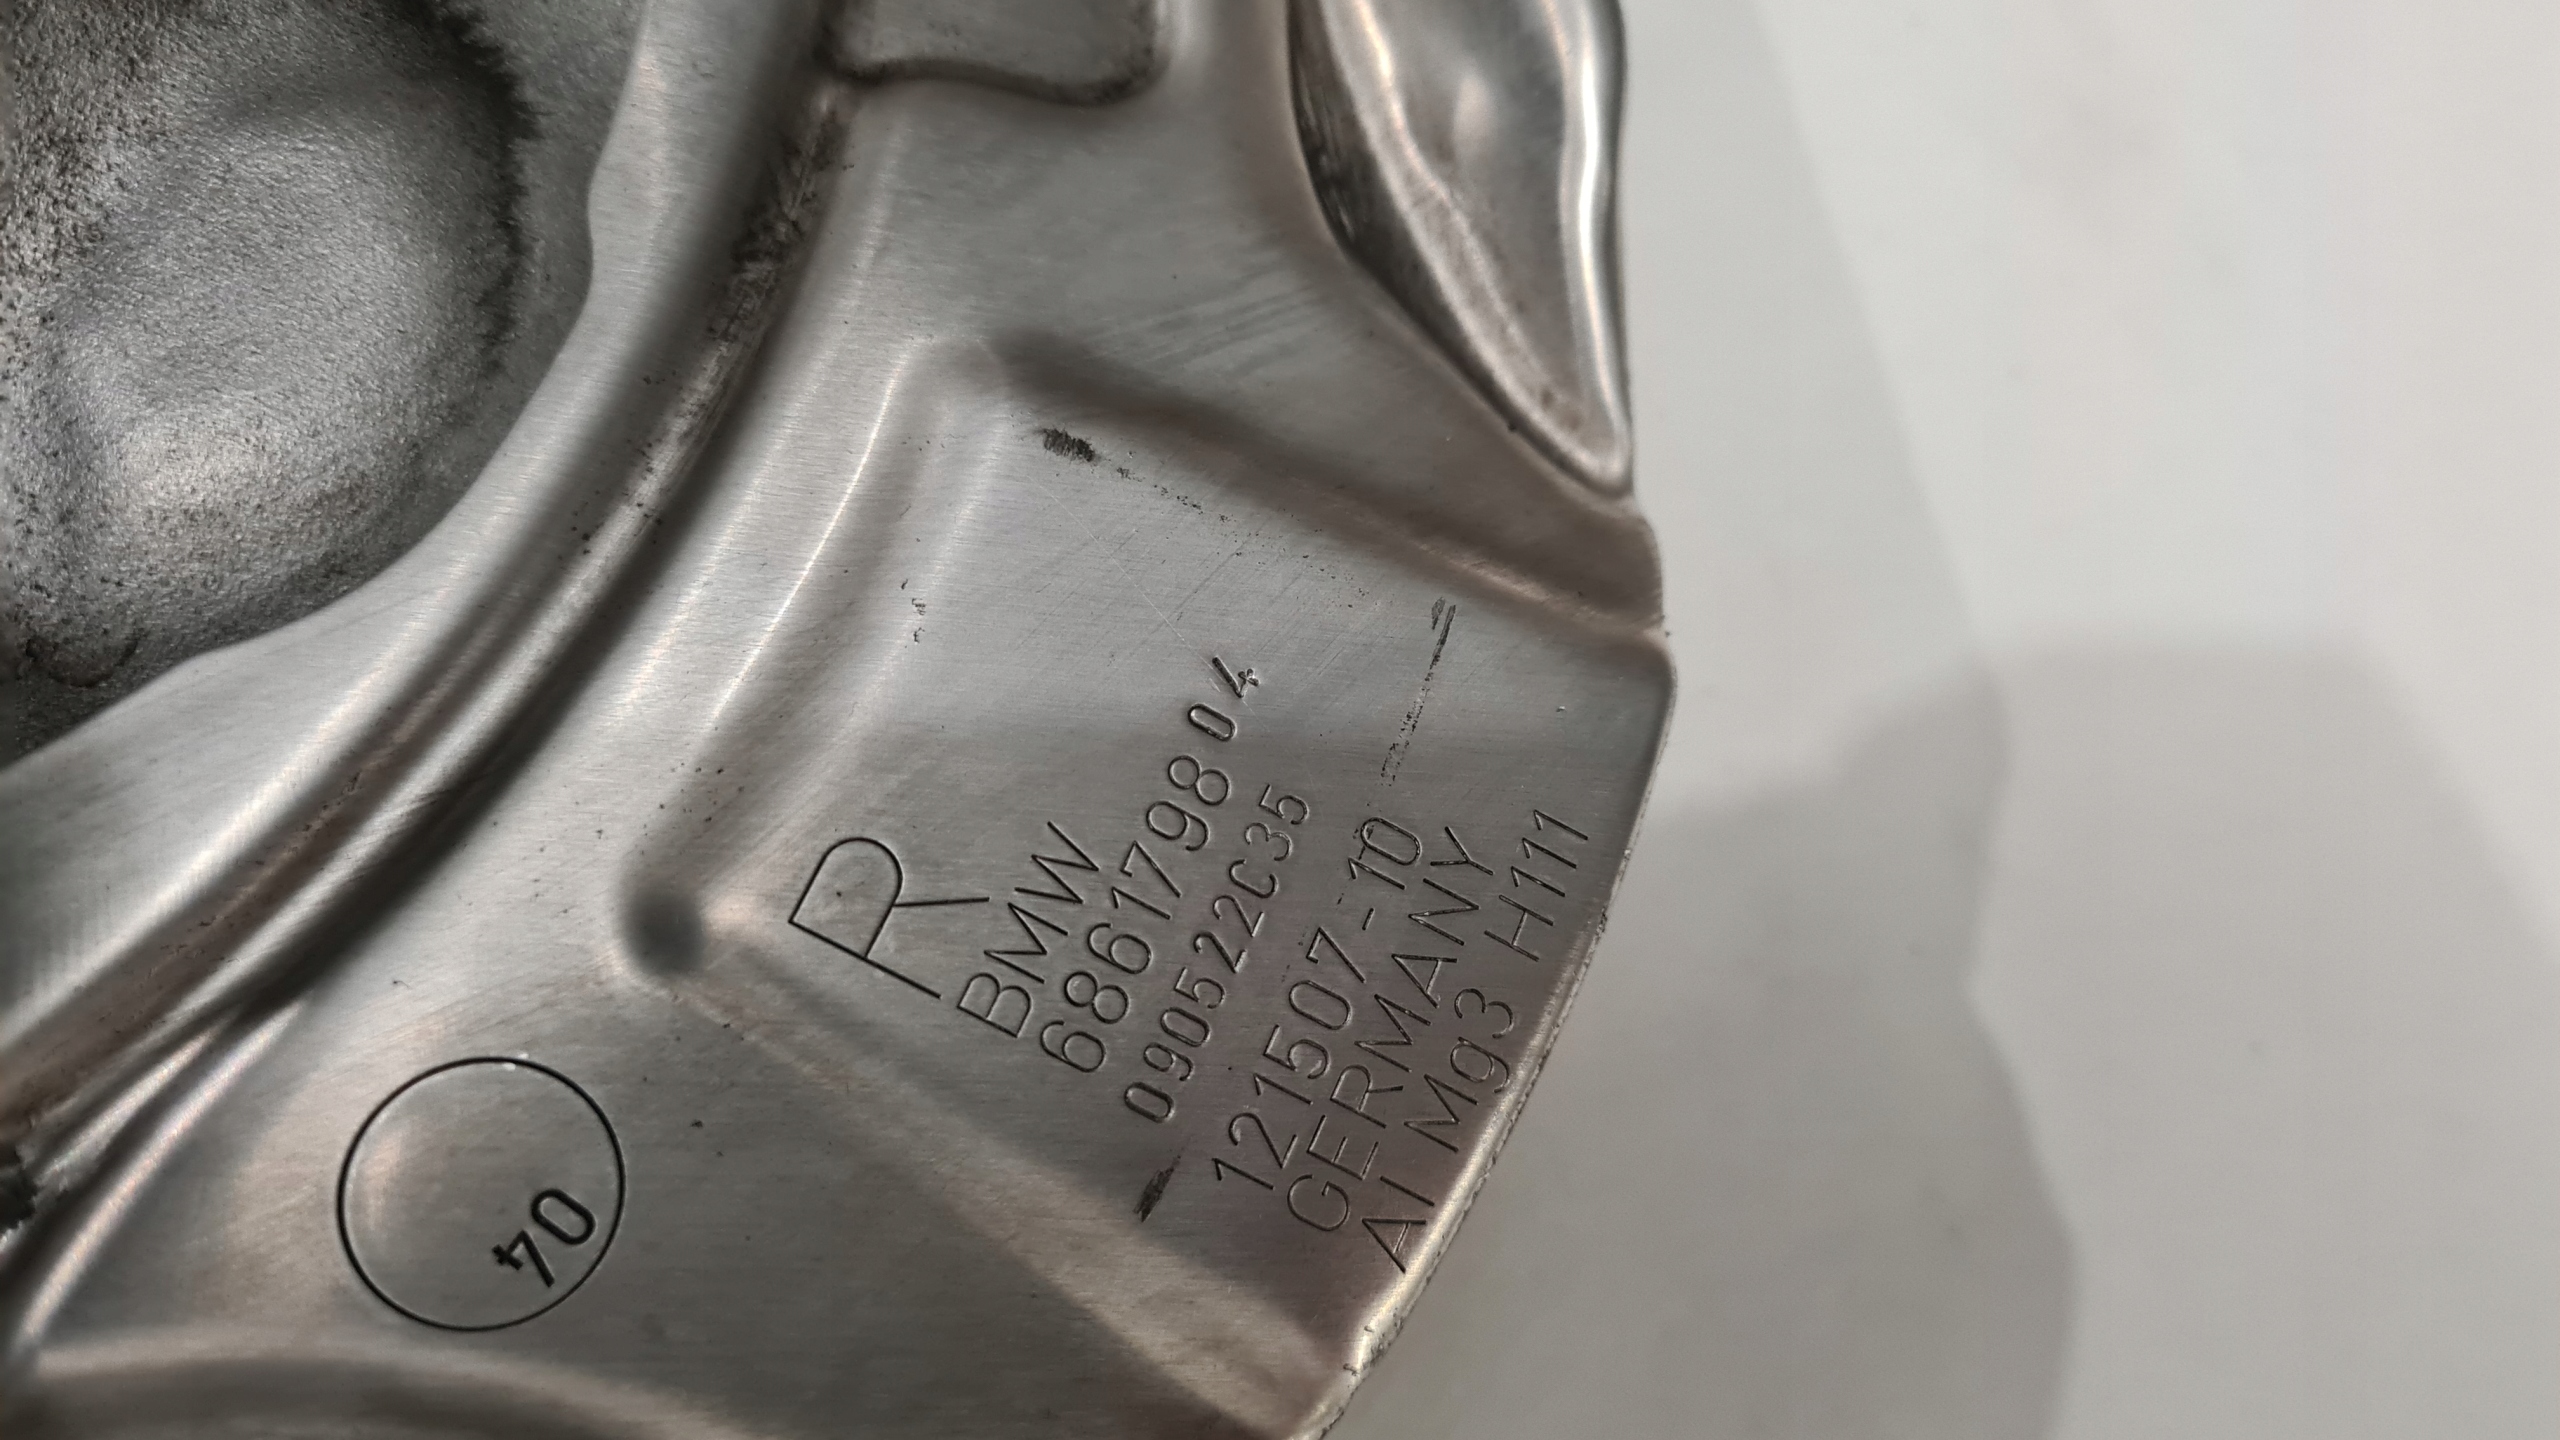 R
BMW
6861798 04
090522C35
121507-10
GERMANY
Al Mg3 H111
04